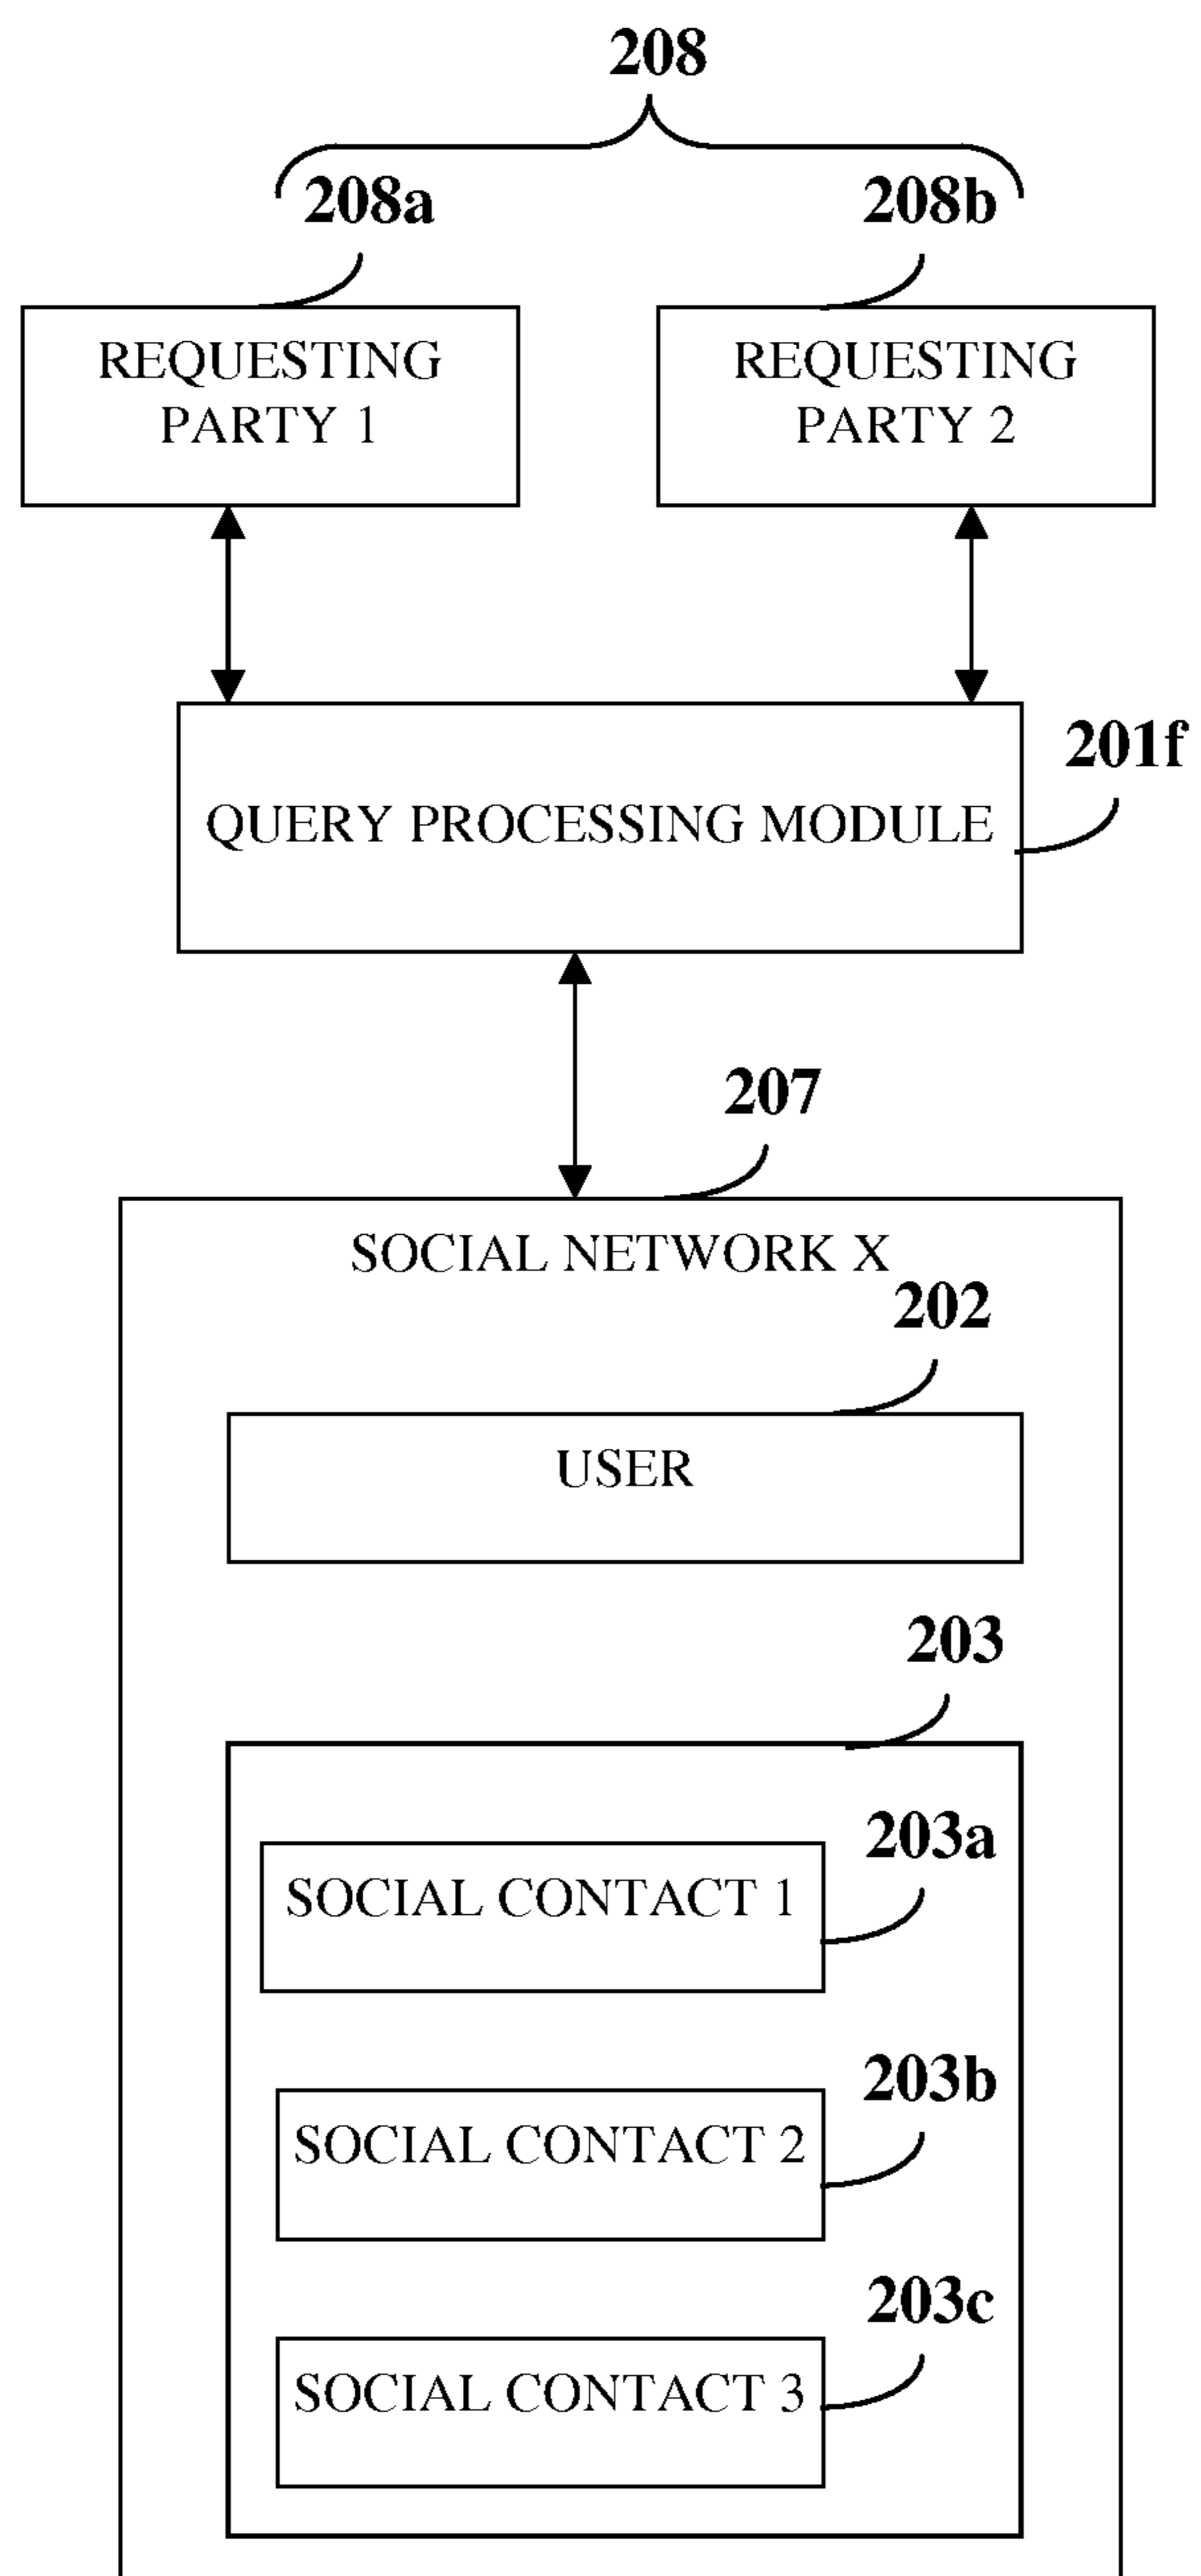 208
208a
208b
REQUESTING
PARTY 1
REQUESTING
PARTY 2
201f
QUERY PROCESSING MODULE
207
SOCIAL NETWORK X
202
USER
203
203a
SOCIAL CONTACT 1
203b
SOCIAL CONTACT 2
203c
SOCIAL CONTACT 3